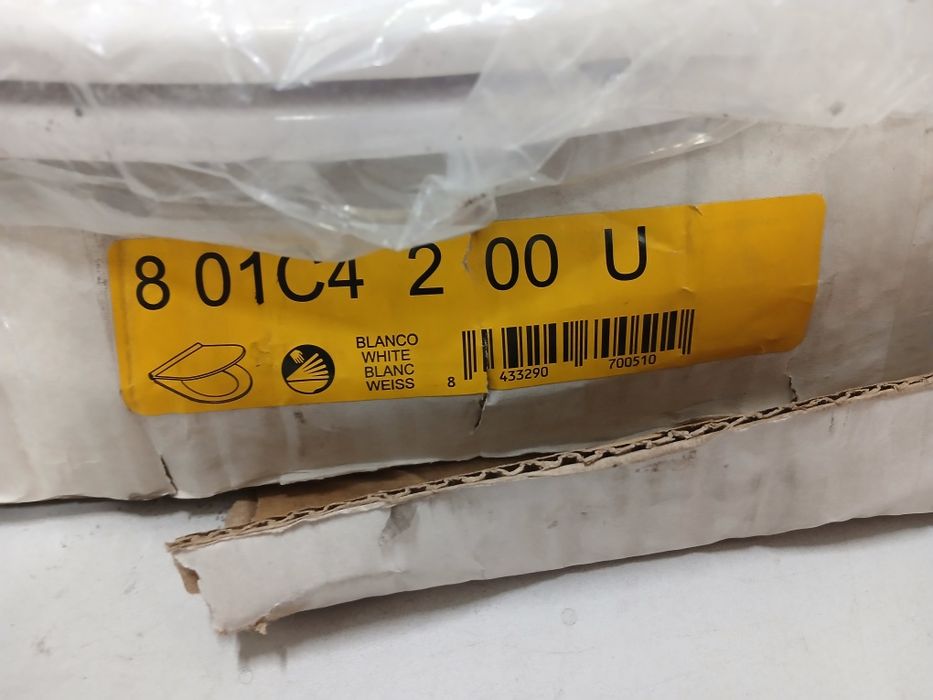 8 01C4 2 00 U
BLANCO
WHITE
BLANC
WEISS
8 433290 700510